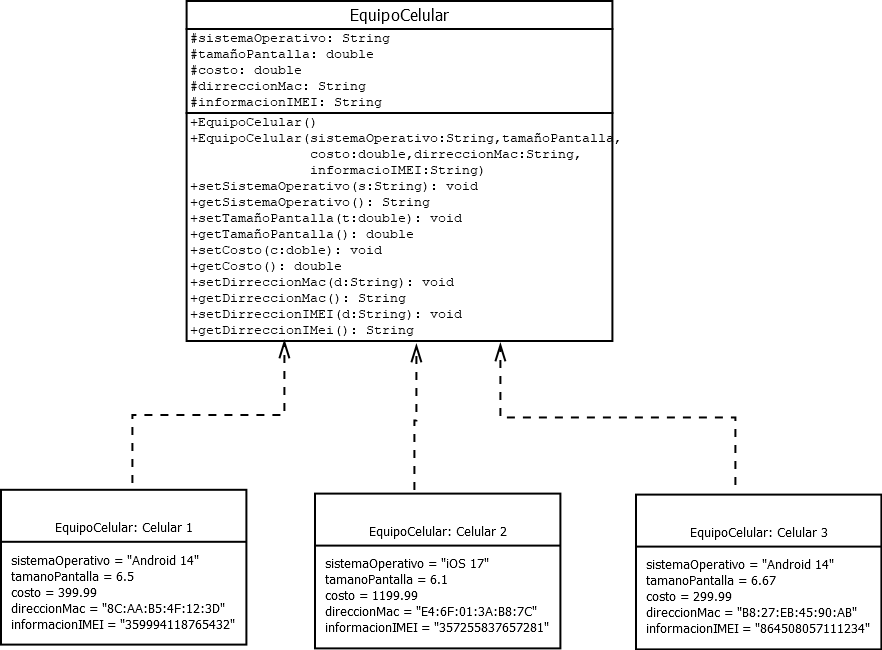 EquipoCelular
#sistemaOperativo: String
#tamañoPantalla: double
#costo: double
#dirreccionMac: String
#informacionIMEI: String
+EquipoCelular()
+EquipoCelular(sistemaOperativo:String,tamañoPantalla,
costo:double,dirreccionMac:String,
informacioIMEI:String)
+setSistemaOperativo(s:String): void
+getSistemaOperativo(): String
+setTamañoPantalla(t:double): void
+getTamañoPantalla(): double
+setCosto(c:doble): void
+getCosto(): double
+setDirreccionMac(d:String): void
+getDirreccionMac(): String
+setDirreccionIMEI(d:String): void
+getDirreccionIMei(): String
EquipoCelular: Celular 1
sistemaOperativo = "Android 14"
tamanoPantalla = 6.5
costo = 399.99
direccionMac = "8C:AA:B5:4F:12:3D"
informacionIMEI = "359994118765432"
EquipoCelular: Celular 2
sistemaOperativo = "iOS 17"
tamanoPantalla = 6.1
costo = 1199.99
direccionMac = "E4:6F:01:3A:B8:7C"
informacionIMEI = "357255837657281"
EquipoCelular: Celular 3
sistemaOperativo = "Android 14"
tamanoPantalla = 6.67
costo = 299.99
direccionMac = "B8:27:EB:45:90:AB"
informacionIMEI = "864508057111234"